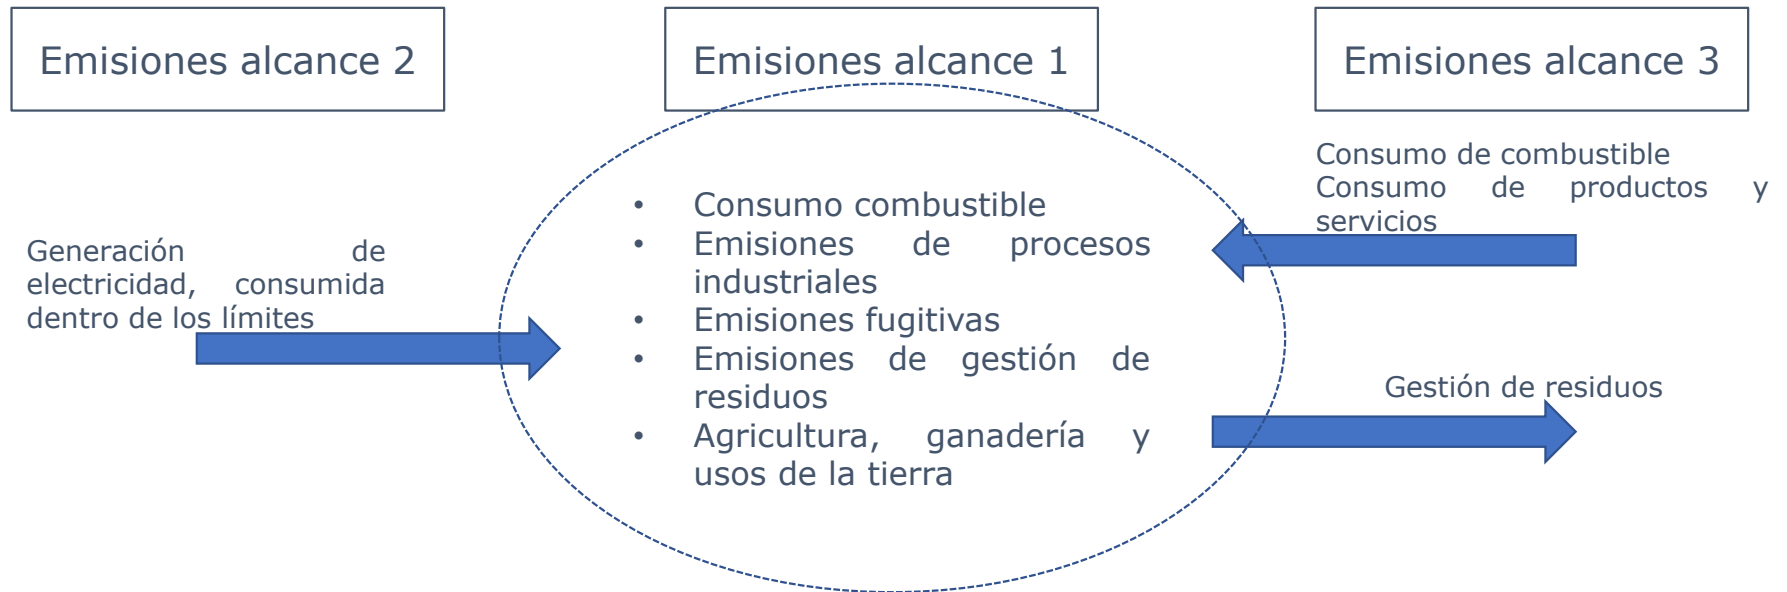 Emisiones alcance 2
Emisiones alcance 1
Emisiones alcance 3
Generación de
electricidad, consumida
dentro de los límites
• Consumo combustible
• Emisiones de procesos
industriales
• Emisiones fugitivas
• Emisiones de gestión de
residuos
• Agricultura, ganadería y
usos de la tierra
Consumo de combustible
Consumo de productos y
servicios
Gestión de residuos